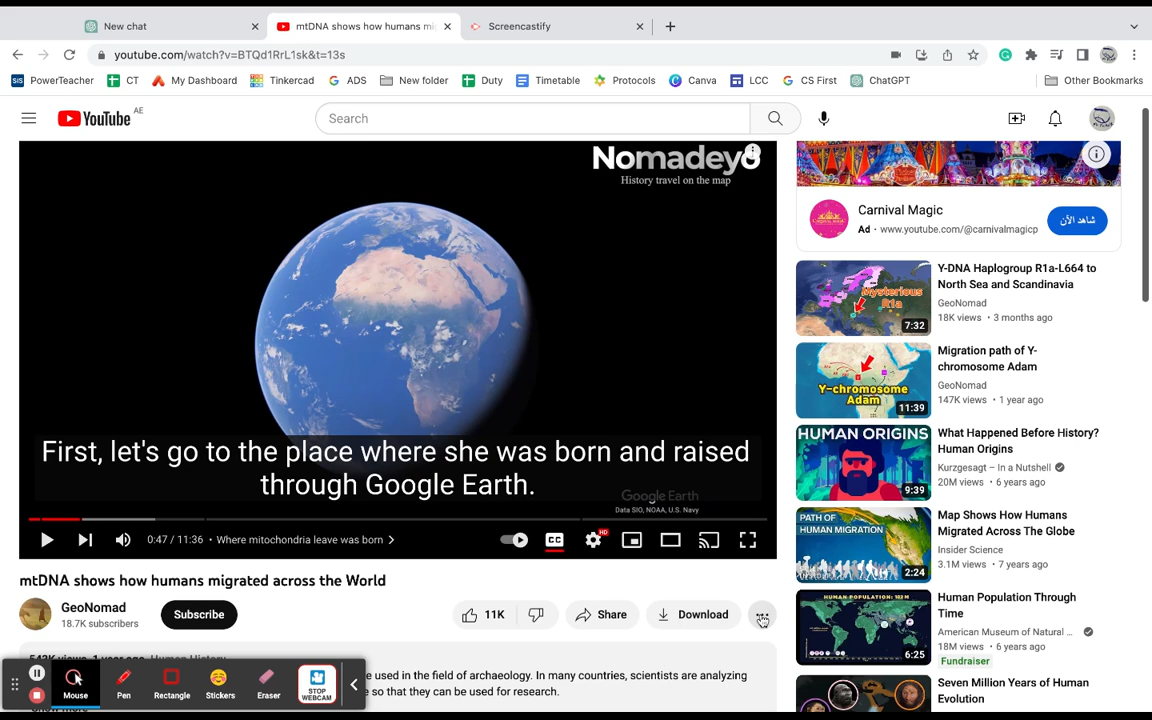 New chat
mtDNA shows how humans mi
Screencastify
youtube.com/watch?v=BTQd1RrL1sk&t=13s
SIS PowerTeacher
CT
My Dashboard
Tinkercad
ADS
New folder
Duty
Timetable
Protocols
Canva
LCC
CS First
ChatGPT
Other Bookmarks
YouTube AE
Search
Nomadeyo
History travel on the map
First, let's go to the place where she was born and raised
through Google Earth.
Google Earth
Data SIO, NOAA, U.S. Navy
0:47 / 11:36 • Where mitochondria leave was born
CC
HD
mtDNA shows how humans migrated across the World
GeoNomad
18.7K subscribers
Subscribe
11K
Share
Download
1 year ago Human History
e used in the field of archaeology. In many countries, scientists are analyzing
e so that they can be used for research.
Mouse
Pen
Rectangle
Stickers
Eraser
STOP
WEBCAM
Carnival Magic
Ad • www.youtube.com/@carnivalmagicp
شاهد الآن
Mysterious
R1a
7:32
Y-DNA Haplogroup R1a-L664 to
North Sea and Scandinavia
GeoNomad
18K views • 3 months ago
Y-chromosome
Adam
11:39
Migration path of Y-
chromosome Adam
GeoNomad
147K views • 1 year ago
HUMAN ORIGINS
9:39
What Happened Before History?
Human Origins
Kurzgesagt – In a Nutshell
20M views • 6 years ago
PATH OF
HUMAN MIGRATION
2:24
Map Shows How Humans
Migrated Across The Globe
Insider Science
3.1M views • 7 years ago
6:25
Human Population Through
Time
American Museum of Natural ...
18M views • 6 years ago
Fundraiser
Seven Million Years of Human
Evolution